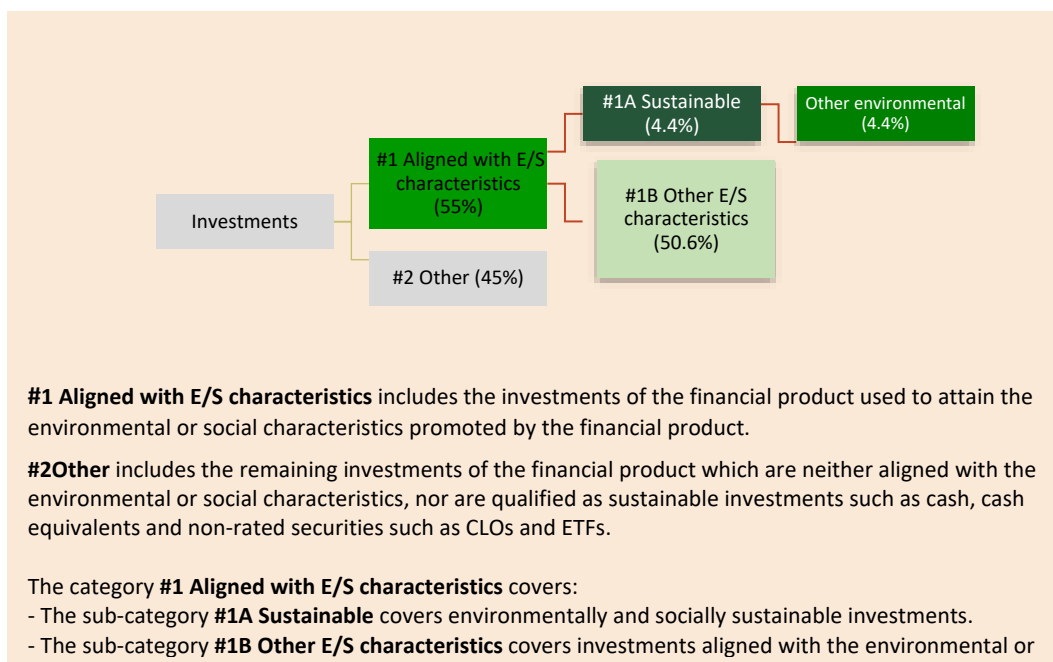 #1A Sustainable
(4.4%)
Other environmental
(4.4%)
#1 Aligned with E/S
characteristics
(55%)
#1B Other E/S
characteristics
(50.6%)
Investments
#2 Other (45%)
#1 Aligned with E/S characteristics includes the investments of the financial product used to attain the
environmental or social characteristics promoted by the financial product.
#2Other includes the remaining investments of the financial product which are neither aligned with the
environmental or social characteristics, nor are qualified as sustainable investments such as cash, cash
equivalents and non-rated securities such as CLOs and ETFs.
The category #1 Aligned with E/S characteristics covers:
- The sub-category #1A Sustainable covers environmentally and socially sustainable investments.
- The sub-category #1B Other E/S characteristics covers investments aligned with the environmental or